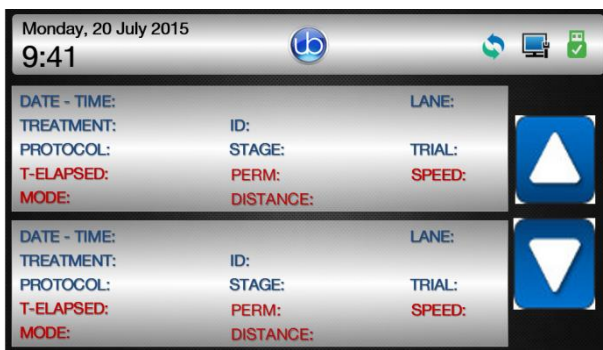 Monday, 20 July 2015
9:41
ub
DATE - TIME: LANE:
TREATMENT: ID:
PROTOCOL: STAGE: TRIAL:
T-ELAPSED: PERM: SPEED:
MODE: DISTANCE:
DATE - TIME: LANE:
TREATMENT: ID:
PROTOCOL: STAGE: TRIAL:
T-ELAPSED: PERM: SPEED:
MODE: DISTANCE: